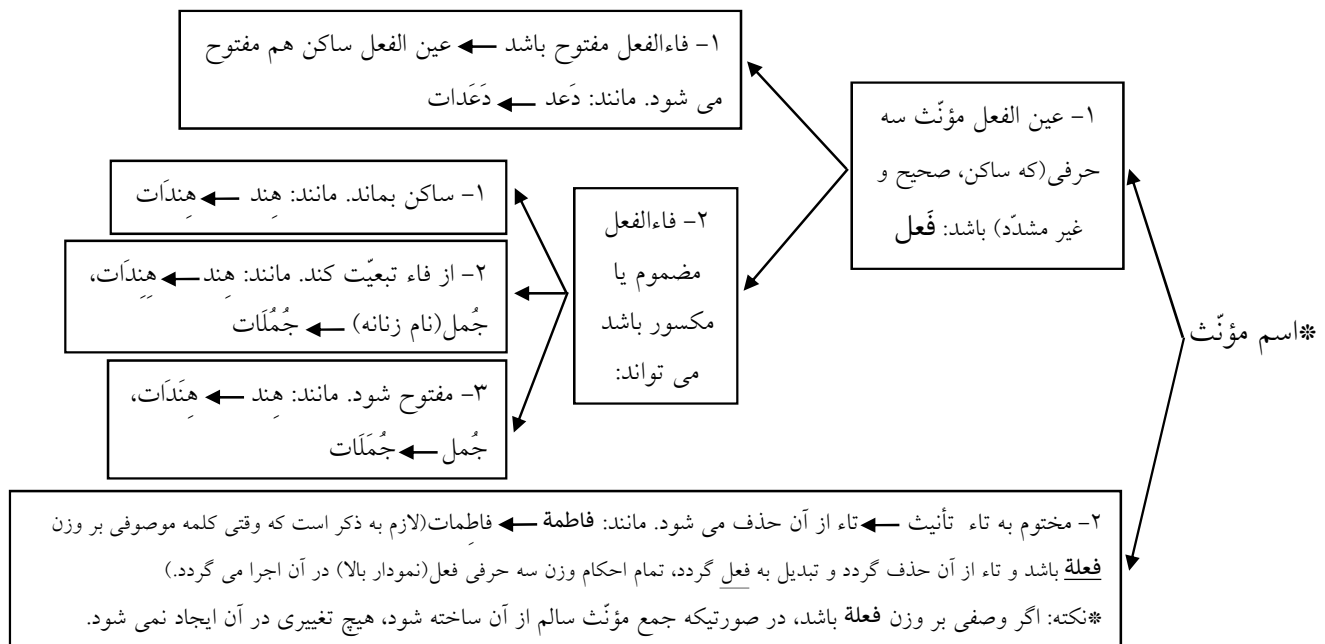 *اسم مؤنّث
۱- عین الفعل مؤنّث سه
حرفی(که ساکن، صحیح و
غیر مشدّد) باشد: فَعل
۱- فاءالفعل مفتوح باشد ← عین الفعل ساکن هم مفتوح
می شود. مانند: دَعد ← دَعَدات
۲- فاءالفعل
مضموم یا
مکسور باشد
می تواند:
۱- ساکن بماند. مانند: هِند ← هِندَات
۲- از فاء تبعیّت کند. مانند: هِند ← هِنِدَات،
جُمل(نام زنانه) ← جُمُلَات
۳- مفتوح شود. مانند: هِند ← هِنَدَات،
جُمل ← جُمَلَات
۲- مختوم به تاء تأنیث ← تاء از آن حذف می شود. مانند: فاطمة ← فاطِمات(لازم به ذکر است که وقتی کلمه موصوفی بر وزن
فعلة باشد و تاء از آن حذف گردد و تبدیل به فعل گردد، تمام احکام وزن سه حرفی فعل(نمودار بالا) در آن اجرا می گردد.)
*نکته: اگر وصفی بر وزن فعلة باشد، در صورتیکه جمع مؤنّث سالم از آن ساخته شود، هیچ تغییری در آن ایجاد نمی شود.